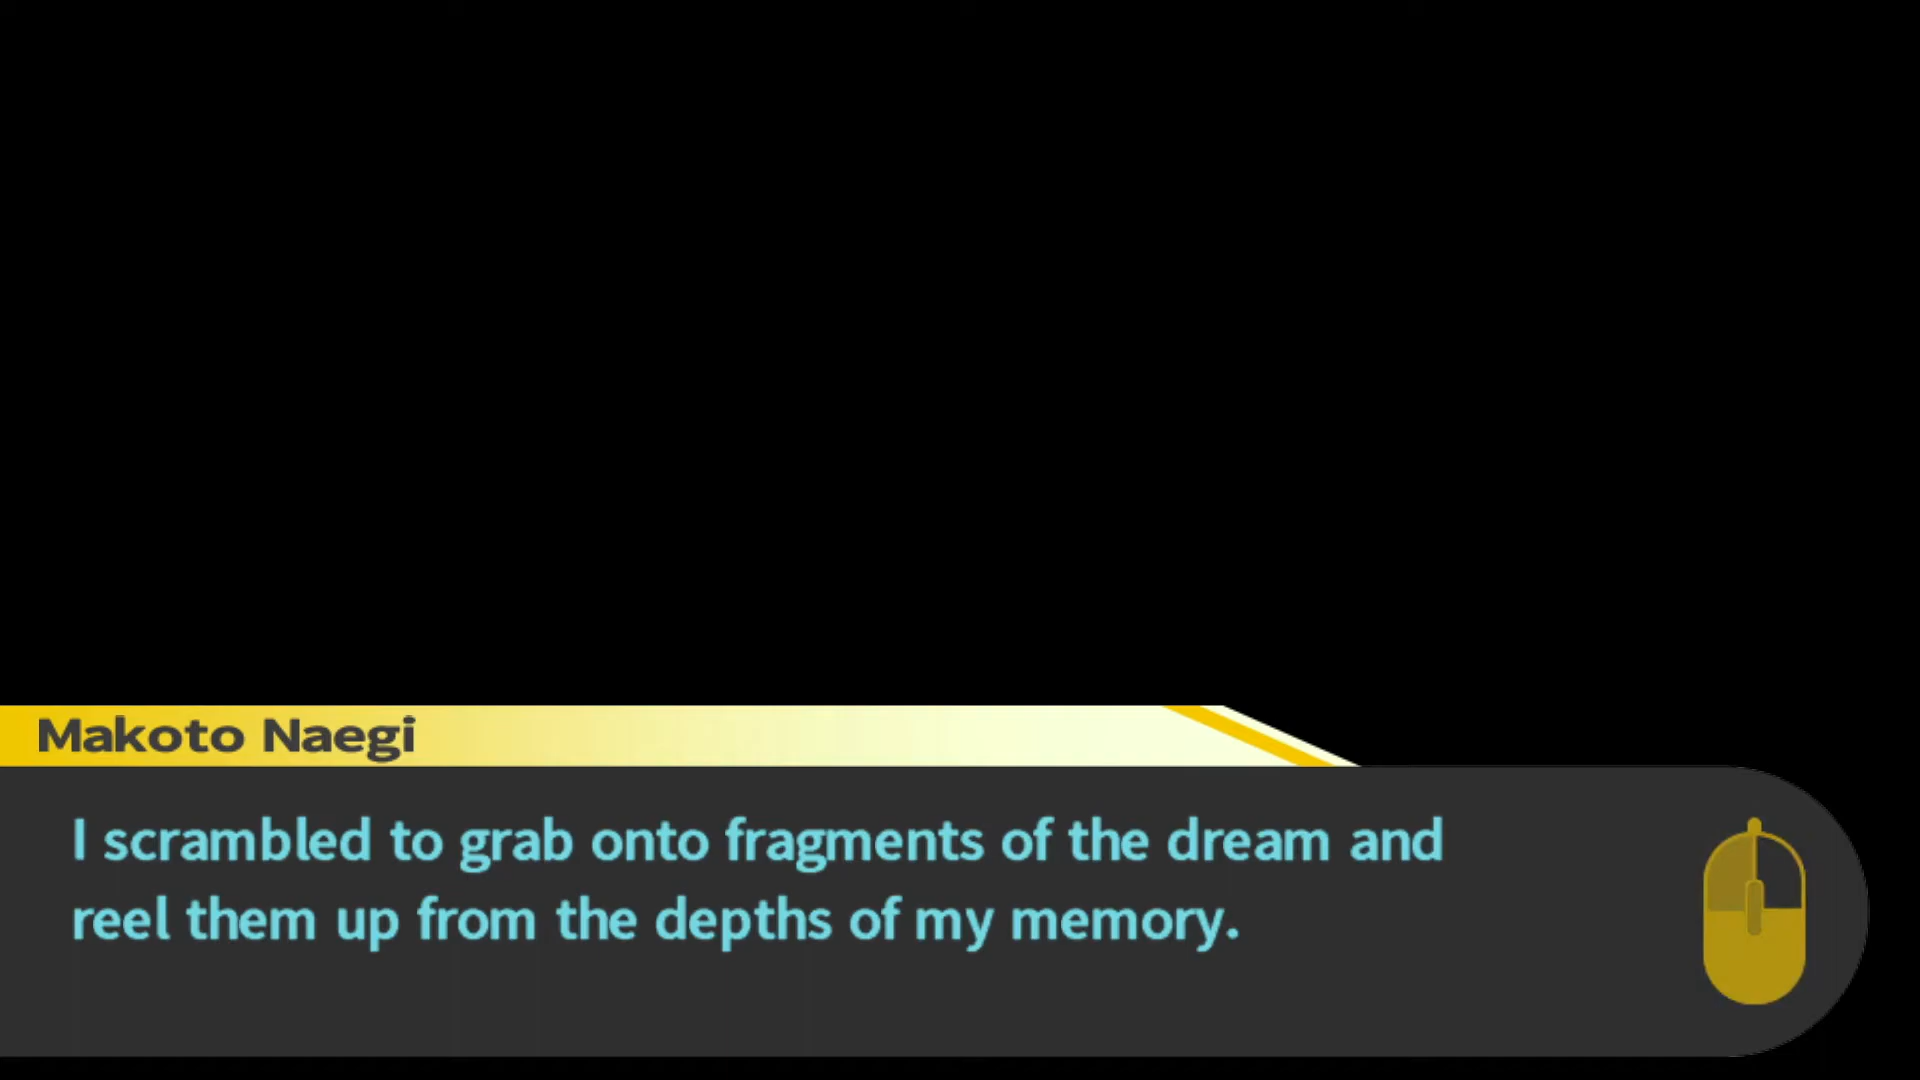 Makoto Naegi
I scrambled to grab onto fragments of the dream and
reel them up from the depths of my memory.